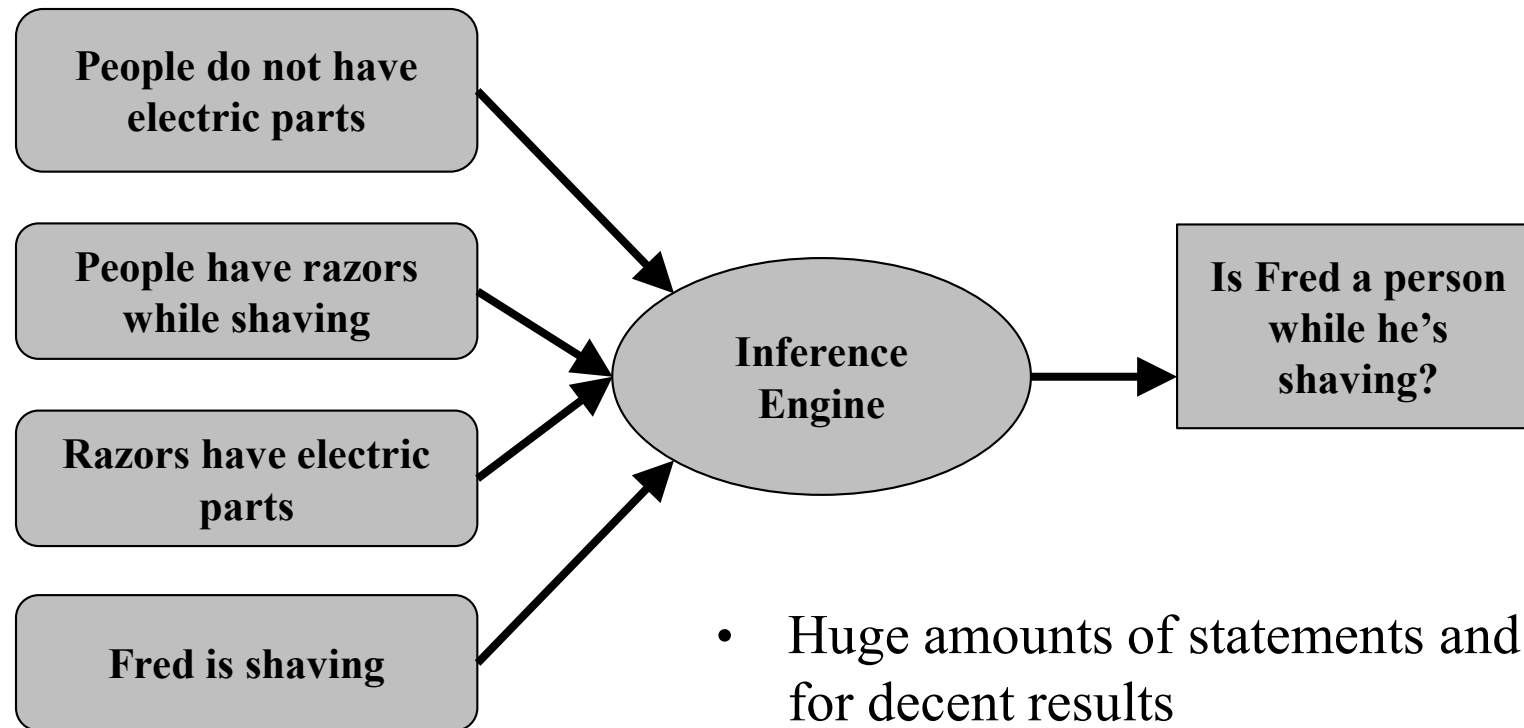 People do not have
electric parts
People have razors
while shaving
Razors have electric
parts
Fred is shaving
Inference
Engine
Is Fred a person
while he’s
shaving?
• Huge amounts of statements and
for decent results